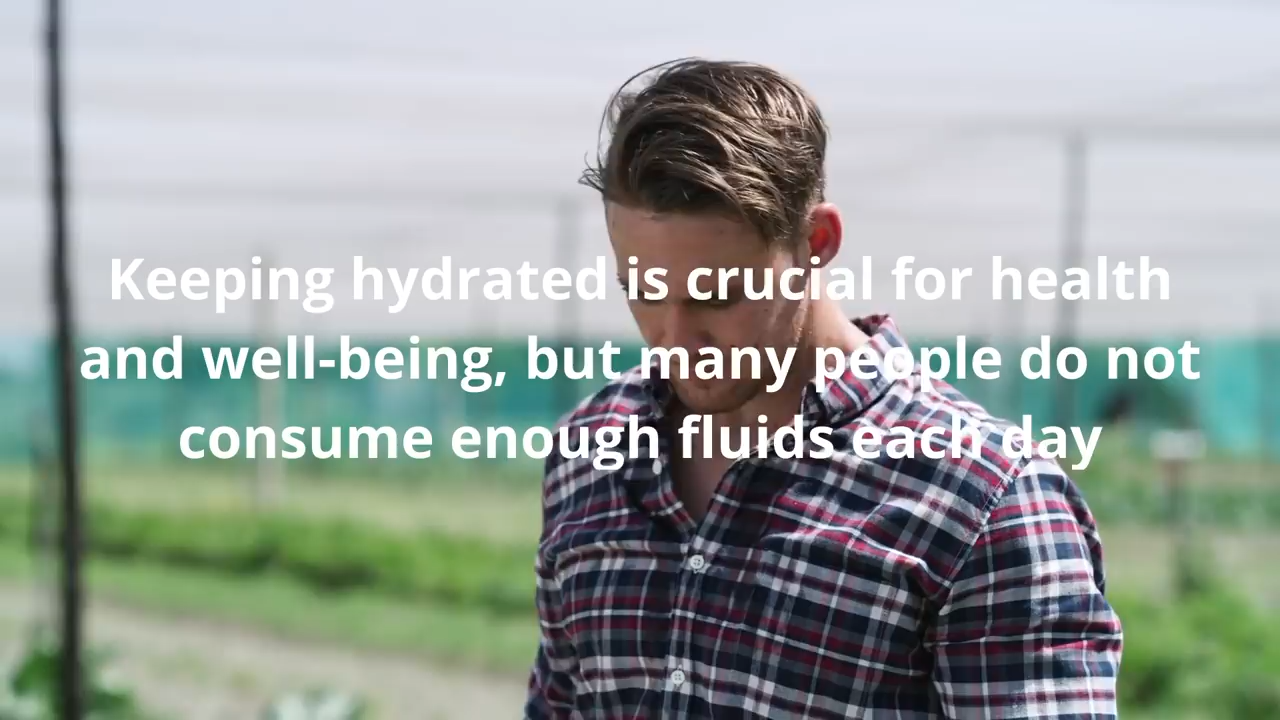 Keeping hydrated is crucial for health
and well-being, but many people do not
consume enough fluids each day